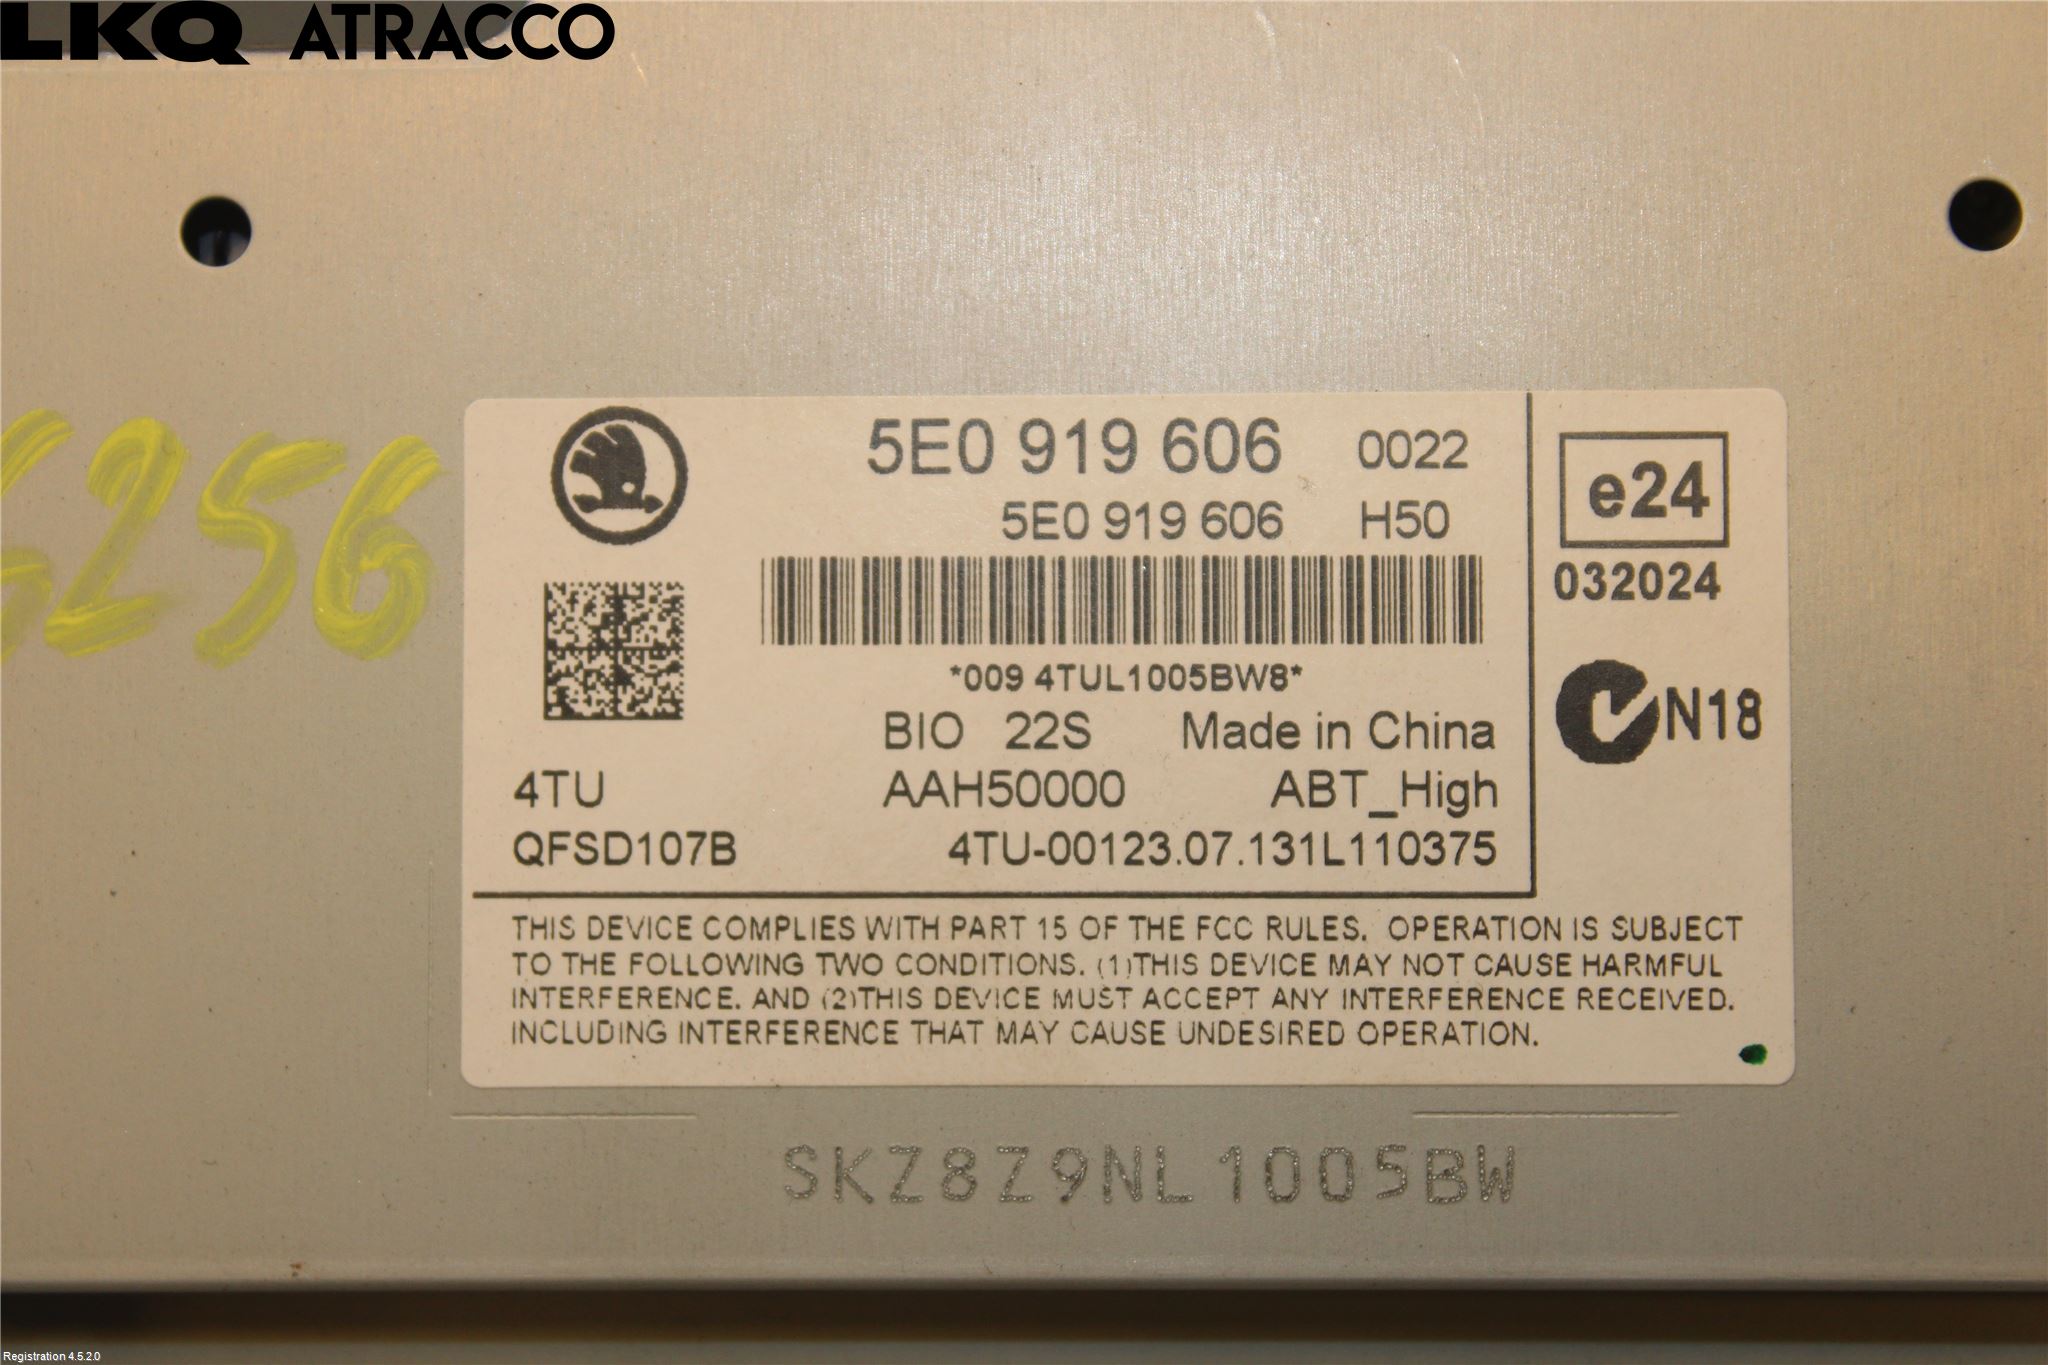 LKQ ATRACCO
5E0 919 606 0022
5E0 919 606 H50
e24
032024
*009 4TUL1005BW8*
N18
BIO 22S Made in China
4TU AAH50000 ABT_High
QFSD107B 4TU-00123.07.131L110375
THIS DEVICE COMPLIES WITH PART 15 OF THE FCC RULES. OPERATION IS SUBJECT
TO THE FOLLOWING TWO CONDITIONS. (1)THIS DEVICE MAY NOT CAUSE HARMFUL
INTERFERENCE. AND (2)THIS DEVICE MUST ACCEPT ANY INTERFERENCE RECEIVED.
INCLUDING INTERFERENCE THAT MAY CAUSE UNDESIRED OPERATION.
SKZ8Z9NL1005BW
Registration 4.5.2.0